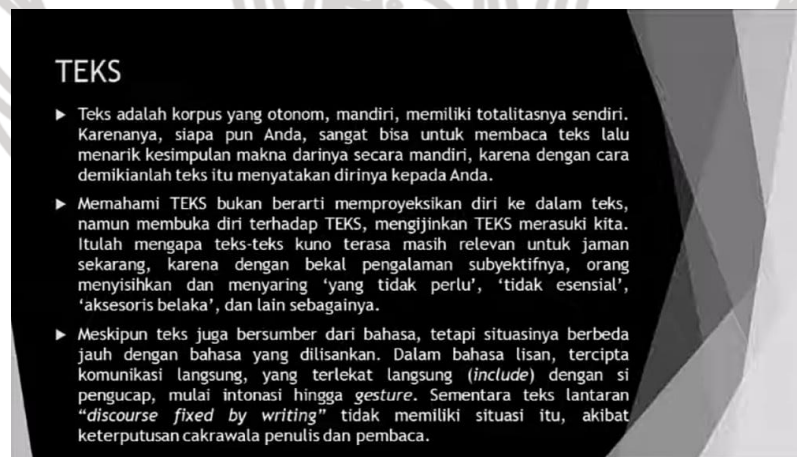 TEKS
▶ Teks adalah korpus yang otonom, mandiri, memiliki totalitasnya sendiri.
Karenanya, siapa pun Anda, sangat bisa untuk membaca teks lalu
menarik kesimpulan makna darinya secara mandiri, karena dengan cara
demikianlah teks itu menyatakan dirinya kepada Anda.
▶ Memahami TEKS bukan berarti memproyeksikan diri ke dalam teks,
namun membuka diri terhadap TEKS, mengijinkan TEKS merasuki kita.
Itulah mengapa teks-teks kuno terasa masih relevan untuk jaman
sekarang, karena dengan bekal pengalaman subyektifnya, orang
menyisihkan dan menyaring ‘yang tidak perlu’, ‘tidak esensial’,
‘aksesoris belaka’, dan lain sebagainya.
▶ Meskipun teks juga bersumber dari bahasa, tetapi situasinya berbeda
jauh dengan bahasa yang dilisankan. Dalam bahasa lisan, tercipta
komunikasi langsung, yang terlekat langsung (include) dengan si
pengucap, mulai intonasi hingga gesture. Sementara teks lantaran
“discourse fixed by writing” tidak memiliki situasi itu, akibat
keterputusan cakrawala penulis dan pembaca.